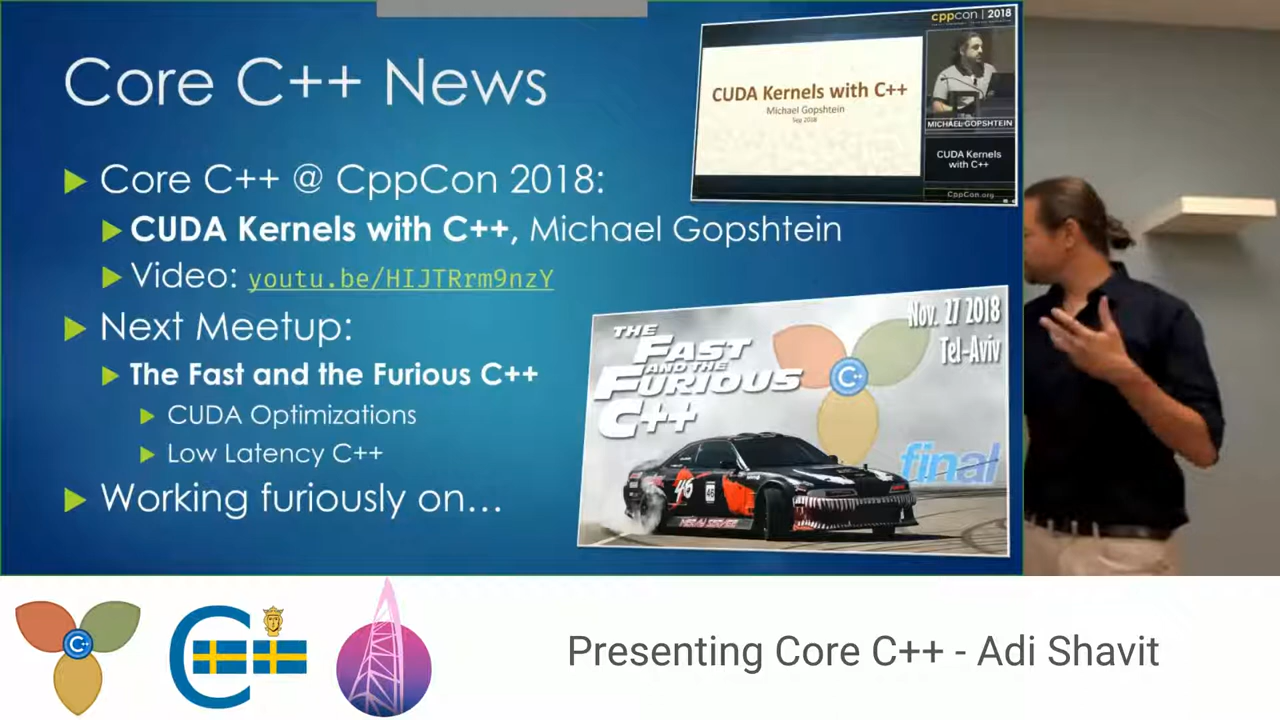 Core C++ News
Core C++ @ CppCon 2018:
CUDA Kernels with C++, Michael Gopshtein
Video: youtu.be/HIJTRrm9nzY
Next Meetup:
The Fast and the Furious C++
CUDA Optimizations
Low Latency C++
Working furiously on...
cppcon | 2018
CUDA Kernels with C++
Michael Gopshtein
Sep 2018
MICHAEL GOPSHTEIN
CUDA Kernels
with C++
CppCon.org
Nov. 27 2018
Tel-Aviv
THE
FAST
AND THE
FURIOUS
C++
C++
final
46
46
C++
C
Presenting Core C++ - Adi Shavit